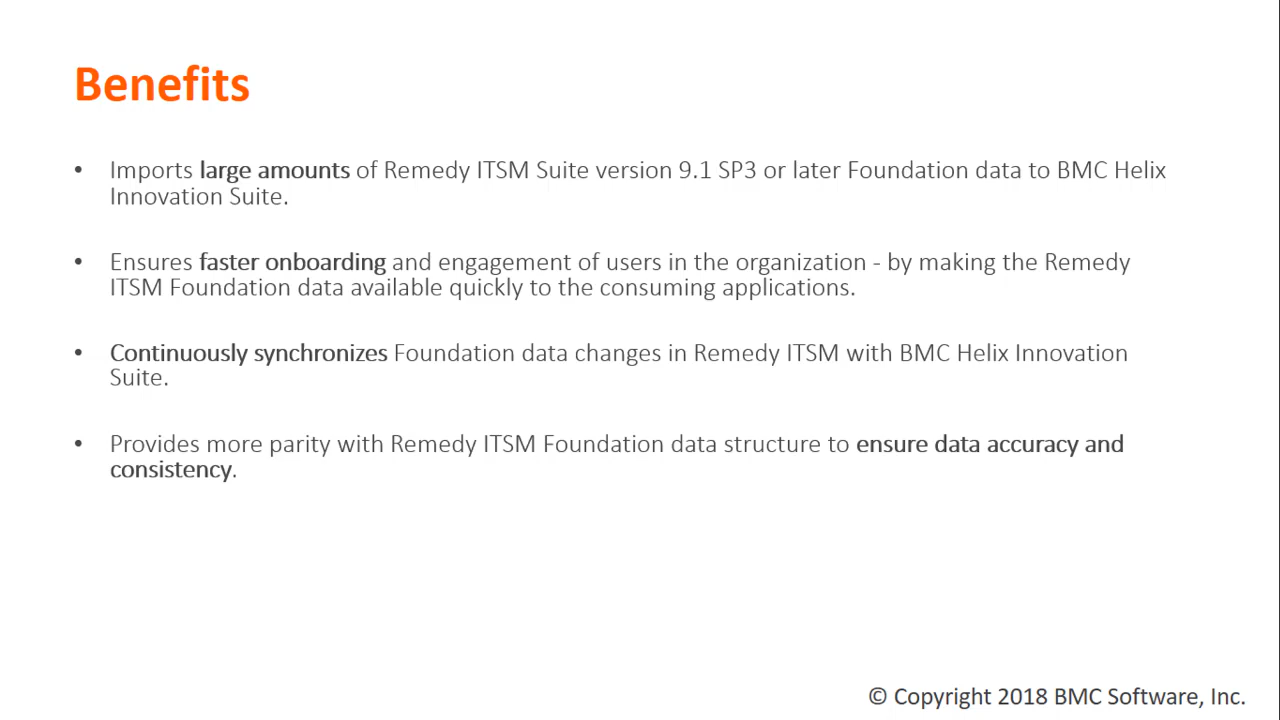 Benefits
• Imports large amounts of Remedy ITSM Suite version 9.1 SP3 or later Foundation data to BMC Helix
Innovation Suite.
• Ensures faster onboarding and engagement of users in the organization - by making the Remedy
ITSM Foundation data available quickly to the consuming applications.
• Continuously synchronizes Foundation data changes in Remedy ITSM with BMC Helix Innovation
Suite.
• Provides more parity with Remedy ITSM Foundation data structure to ensure data accuracy and
consistency.
© Copyright 2018 BMC Software, Inc.